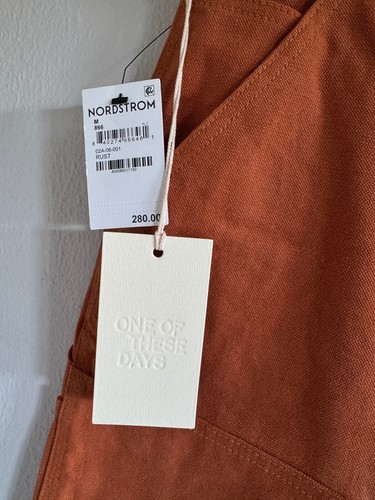 NORDSTROM
M
866
02A-06-001
RUST
280.00
ONE OF
THESE
DAYS